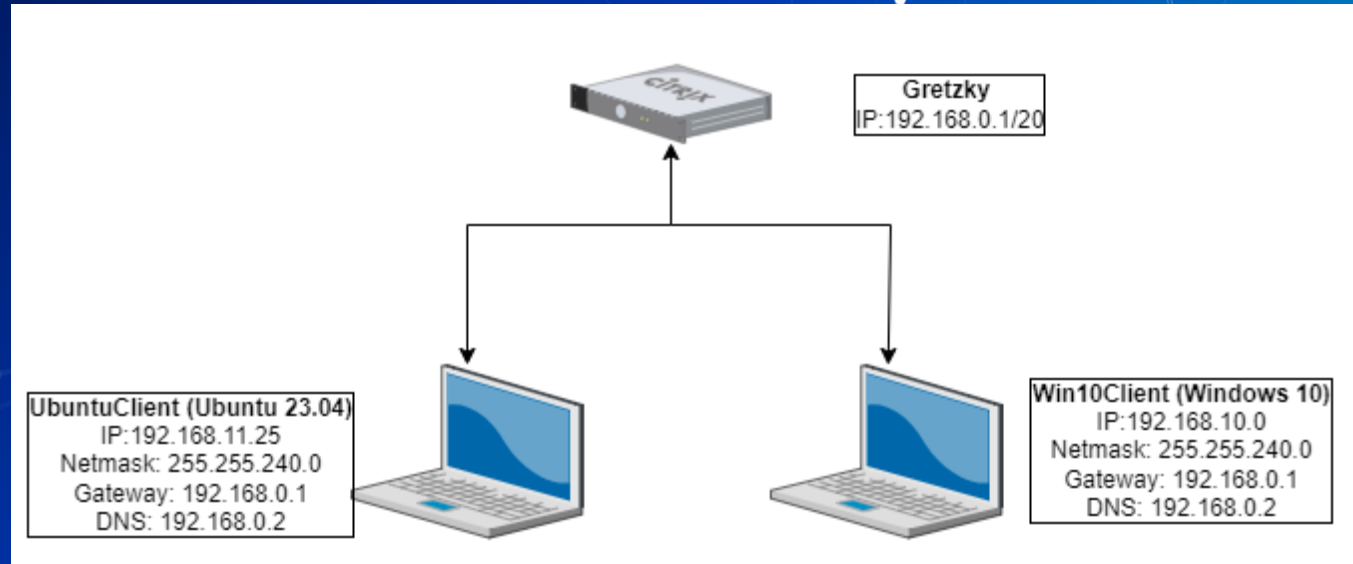 CİTRIX
Gretzky
IP:192.168.0.1/20
UbuntuClient (Ubuntu 23.04)
IP:192.168.11.25
Netmask: 255.255.240.0
Gateway: 192.168.0.1
DNS: 192.168.0.2
Win10Client (Windows 10)
IP:192.168.10.0
Netmask: 255.255.240.0
Gateway: 192.168.0.1
DNS: 192.168.0.2